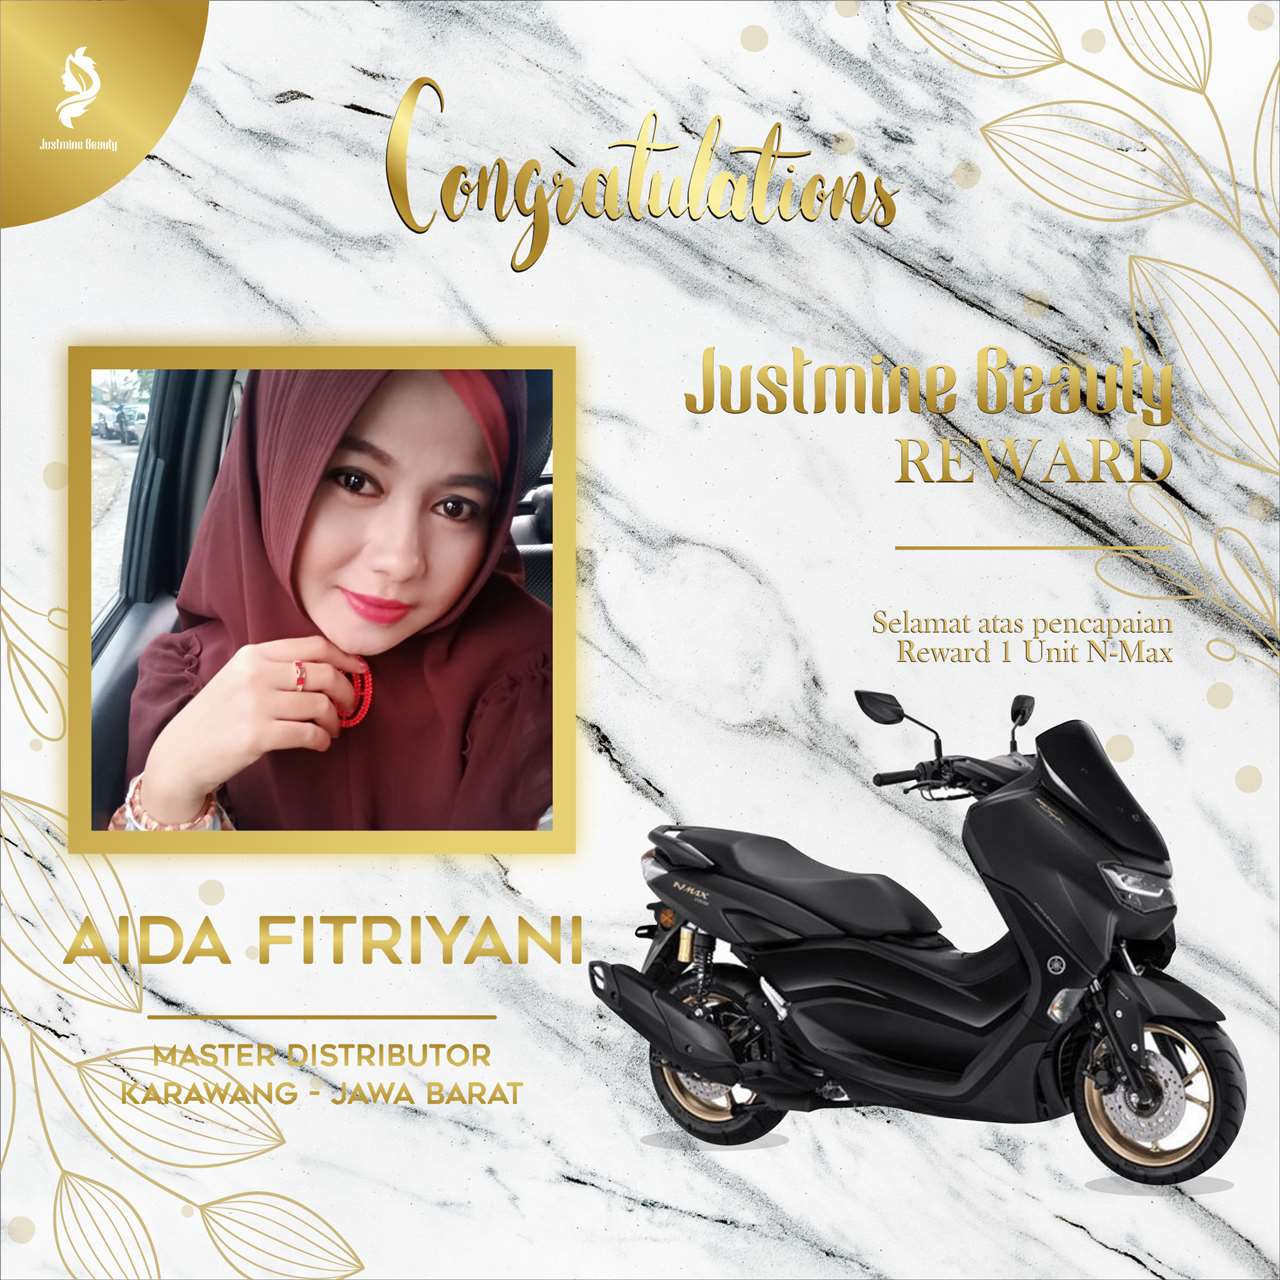 Justmine Beauty
Congratulations
Justmine Beauty
REWARD
Selamat atas pencapaian
Reward 1 Unit N-Max
NMAX
AIDA FITRIYANI
MASTER DISTRIBUTOR
KARAWANG - JAWA BARAT